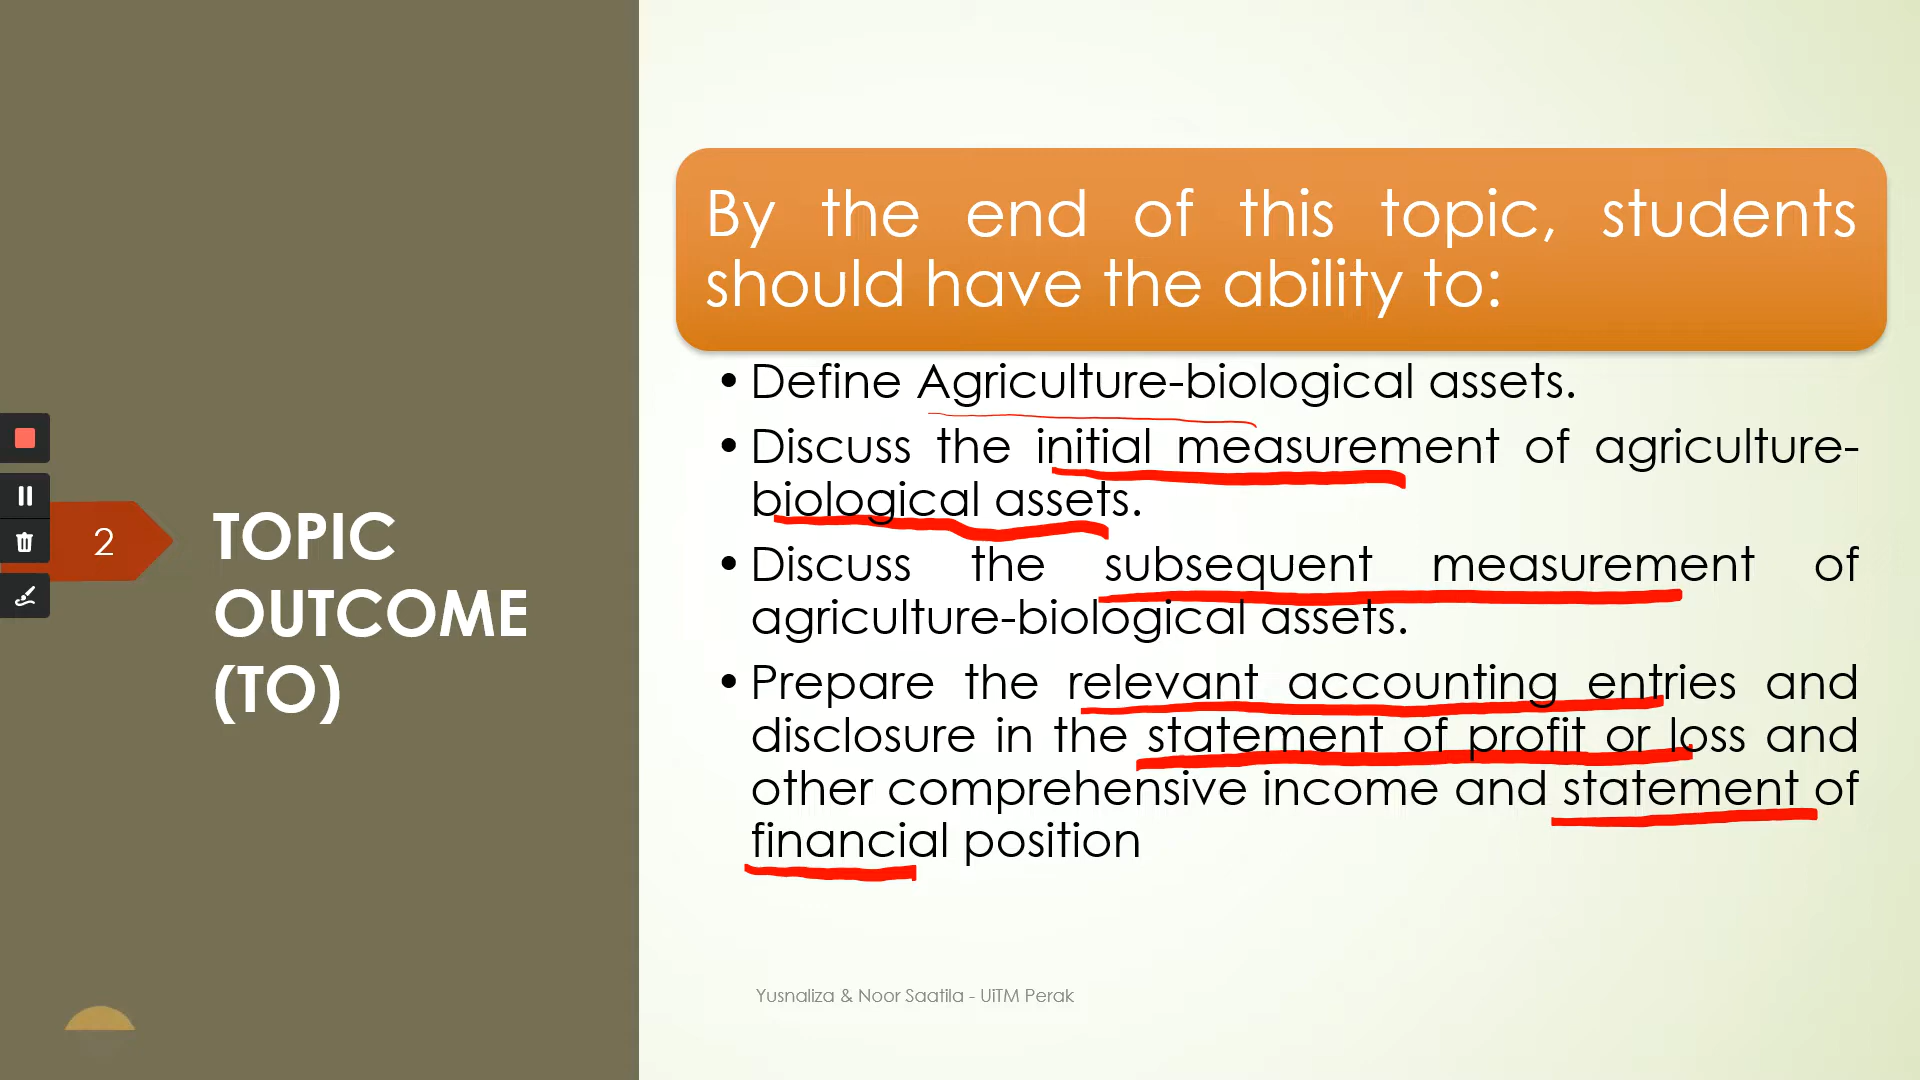 2
TOPIC
OUTCOME
(TO)
By the end of this topic, students
should have the ability to:
• Define Agriculture-biological assets.
• Discuss the initial measurement of agriculture-
biological assets.
• Discuss the subsequent measurement of
agriculture-biological assets.
• Prepare the relevant accounting entries and
disclosure in the statement of profit or loss and
other comprehensive income and statement of
financial position
Yusnaliza & Noor Saatila - UiTM Perak